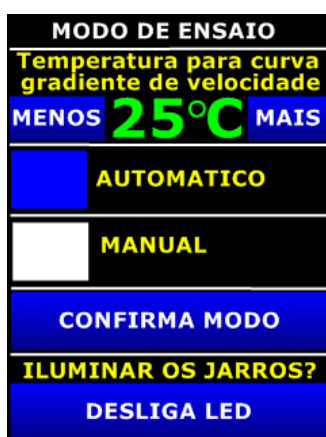 MODO DE ENSAIO
Temperatura para curva
gradiente de velocidade
MENOS 25°C MAIS
AUTOMATICO
MANUAL
CONFIRMA MODO
ILUMINAR OS JARROS?
DESLIGA LED